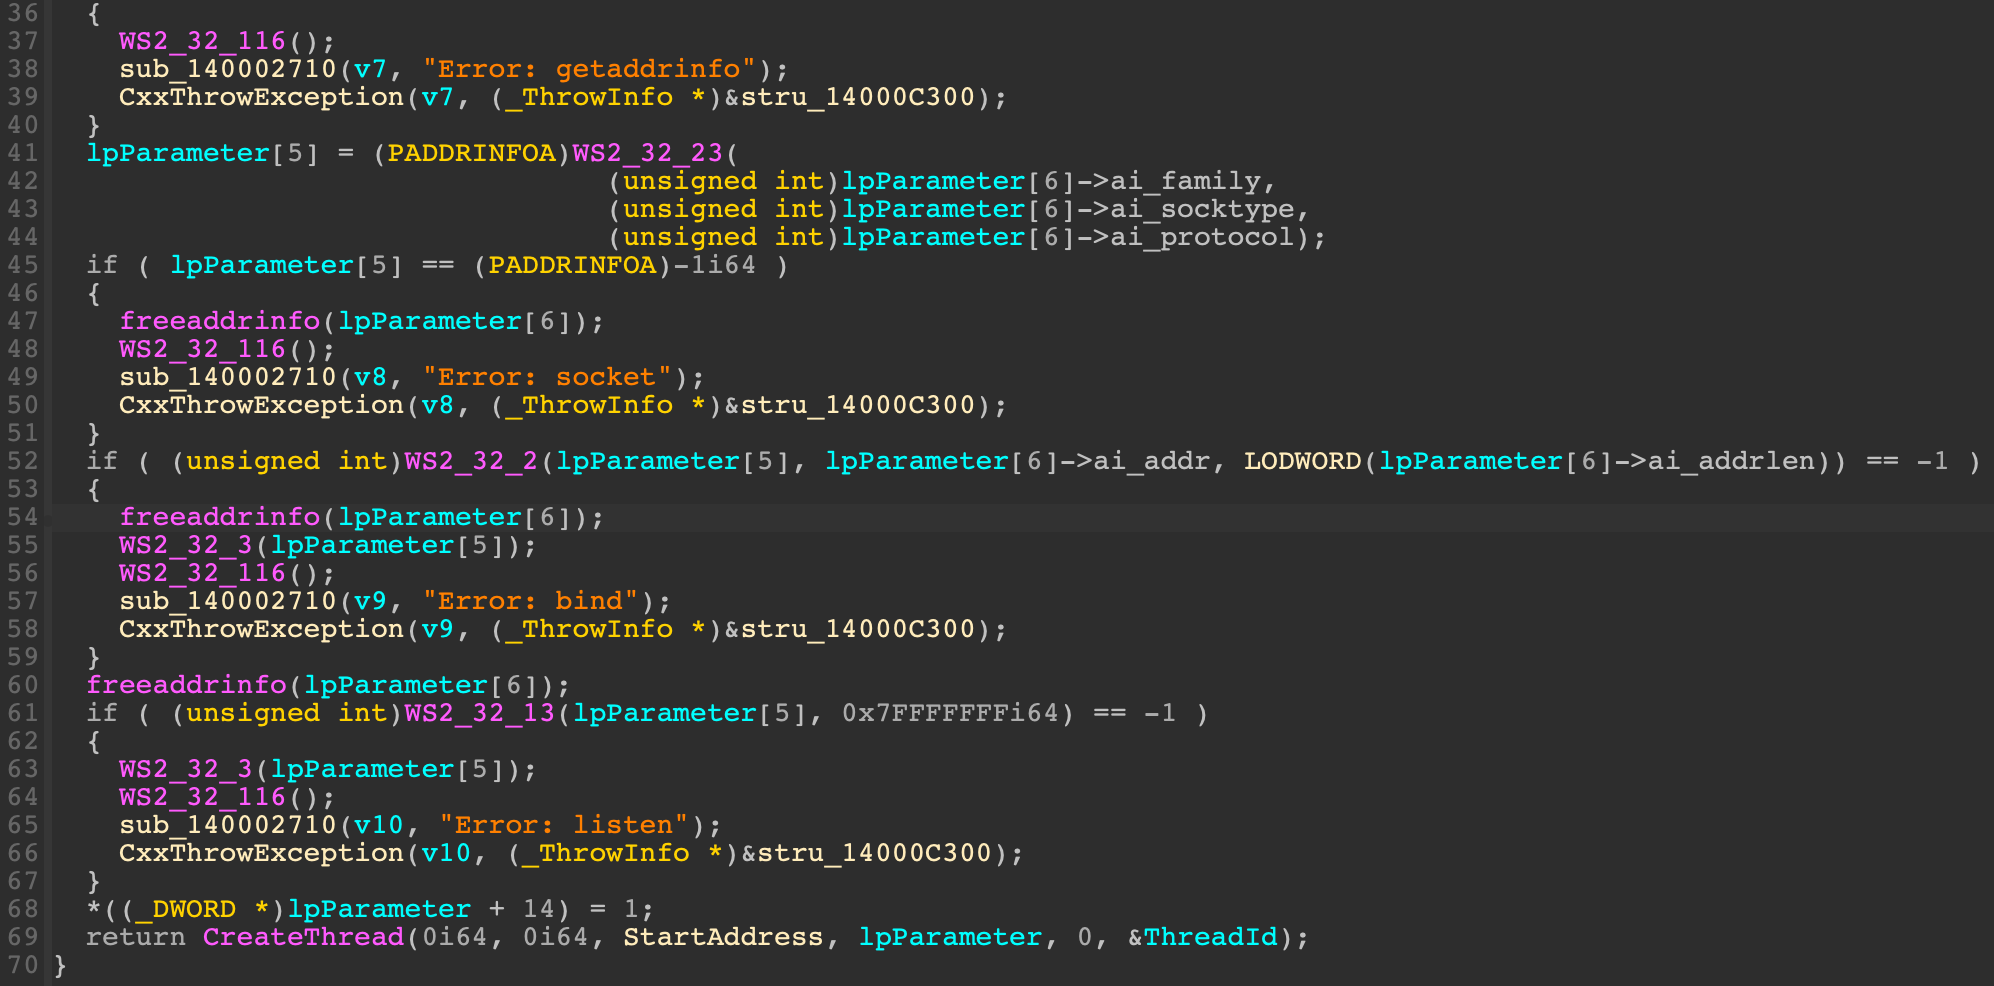 36 {
37 WS2_32_116();
38 sub_140002710(v7, "Error: getaddrinfo");
39 CxxThrowException(v7, (_ThrowInfo *)&stru_14000C300);
40 }
41 lpParameter[5] = (PADDRINFOA)WS2_32_23(
42 (unsigned int)lpParameter[6]->ai_family,
43 (unsigned int)lpParameter[6]->ai_socktype,
44 (unsigned int)lpParameter[6]->ai_protocol);
45 if ( lpParameter[5] == (PADDRINFOA)-1i64 )
46 {
47 freeaddrinfo(lpParameter[6]);
48 WS2_32_116();
49 sub_140002710(v8, "Error: socket");
50 CxxThrowException(v8, (_ThrowInfo *)&stru_14000C300);
51 }
52 if ( (unsigned int)WS2_32_2(lpParameter[5], lpParameter[6]->ai_addr, LODWORD(lpParameter[6]->ai_addrlen)) == -1 )
53 {
54 freeaddrinfo(lpParameter[6]);
55 WS2_32_3(lpParameter[5]);
56 WS2_32_116();
57 sub_140002710(v9, "Error: bind");
58 CxxThrowException(v9, (_ThrowInfo *)&stru_14000C300);
59 }
60 freeaddrinfo(lpParameter[6]);
61 if ( (unsigned int)WS2_32_13(lpParameter[5], 0x7FFFFFFFi64) == -1 )
62 {
63 WS2_32_3(lpParameter[5]);
64 WS2_32_116();
65 sub_140002710(v10, "Error: listen");
66 CxxThrowException(v10, (_ThrowInfo *)&stru_14000C300);
67 }
68 *((_DWORD *)lpParameter + 14) = 1;
69 return CreateThread(0i64, 0i64, StartAddress, lpParameter, 0, &ThreadId);
70 }